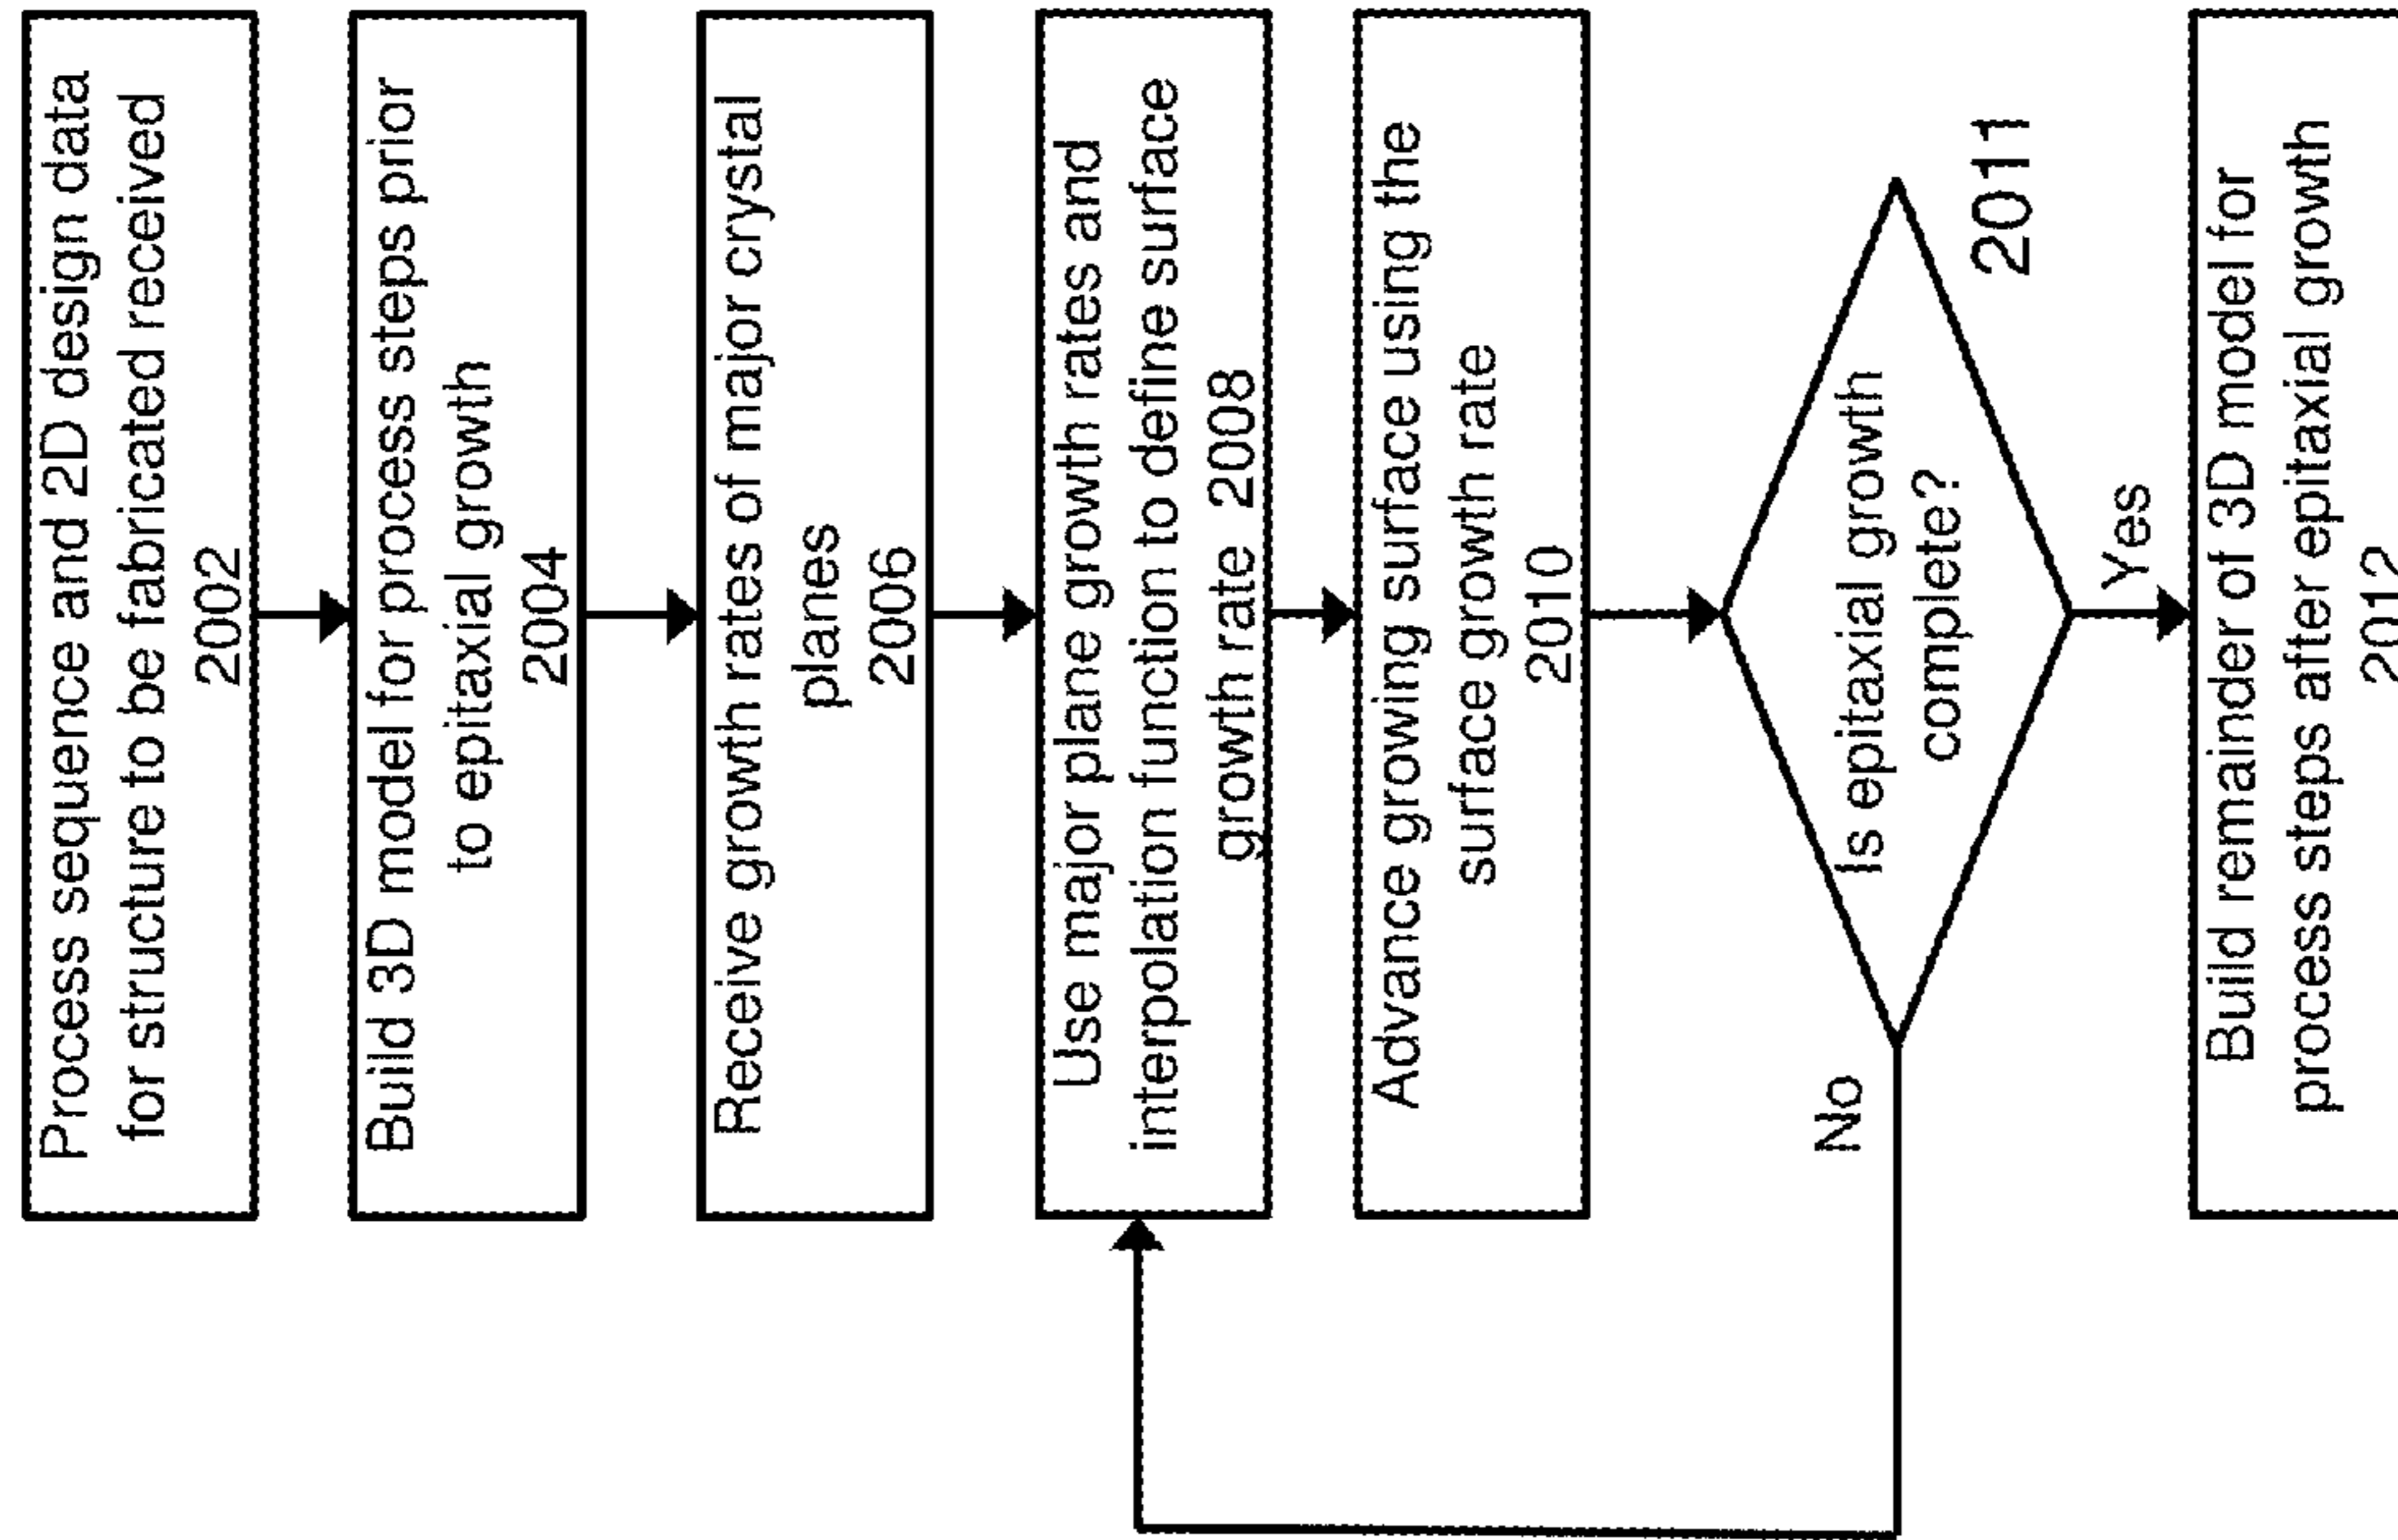 Process sequence and 2D design data
for structure to be fabricated received
2002
Build 3D model for process steps prior
to epitaxial growth
2004
Receive growth rates of major crystal
planes
2006
Use major plane growth rates and
interpolation function to define surface
growth rate 2008
Advance growing surface using the
surface growth rate
2010
Is epitaxial growth
complete?
2011
No
Yes
Build remainder of 3D model for
process steps after epitaxial growth
2012